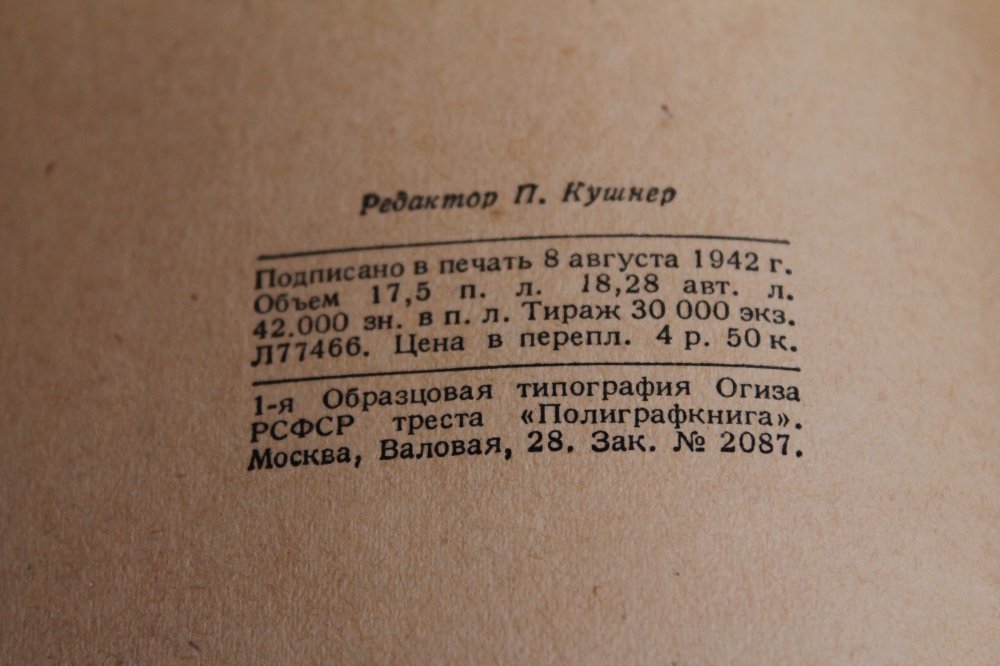 Редактор П. Кушнер
Подписано в печать 8 августа 1942 г.
Объем 17,5 п. л. 18,28 авт. л.
42.000 зн. в п. л. Тираж 30 000 экз.
Л77466. Цена в перепл. 4 р. 50 к.
1-я Образцовая типография Огиза
РСФСР треста «Полиграфкнига».
Москва, Валовая, 28. Зак. № 2087.